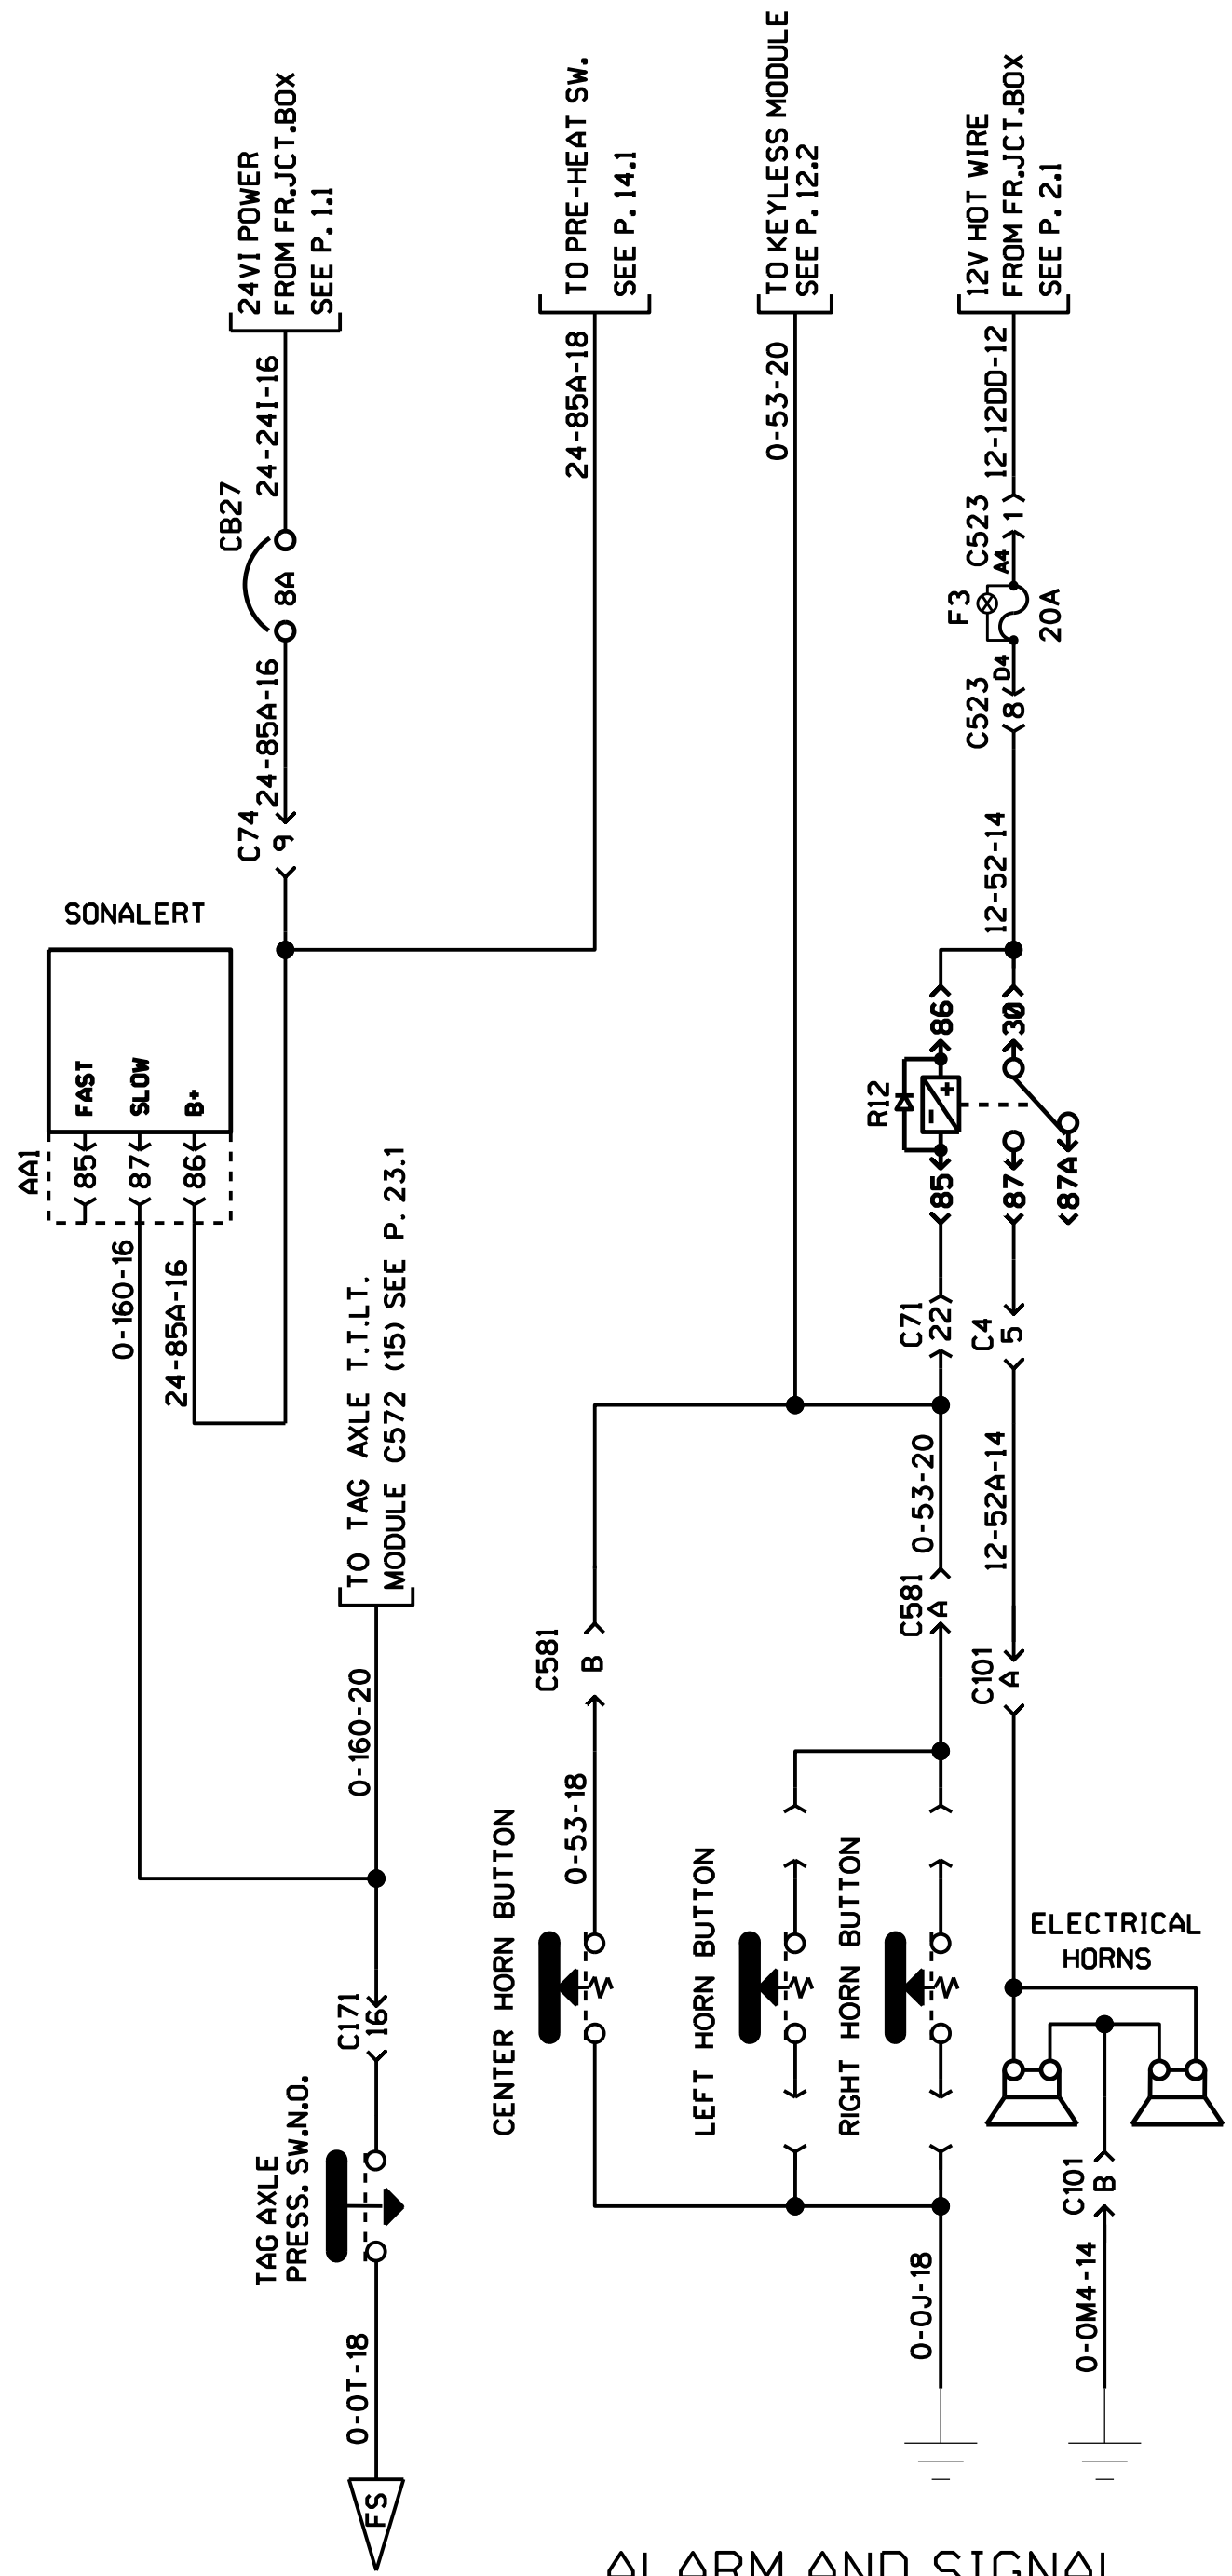 24VI POWER
FROM FR.JCT.BOX
SEE P. 1.1
24-24I-16
CB27
8A
24-85A-16
C74
9
TO PRE-HEAT SW.
SEE P. 14.1
24-85A-18
TO KEYLESS MODULE
SEE P. 12.2
0-53-20
12V HOT WIRE
FROM FR.JCT.BOX
SEE P. 2.1
12-12DD-12
C523
1
A4
F3
20A
D4
C523
8
12-52-14
SONALERT
FAST
SLOW
B+
AA1
85
87
86
0-160-16
24-85A-16
TO TAG AXLE T.T.LT.
MODULE C572 (15) SEE P. 23.1
0-160-20
C171
16
TAG AXLE
PRESS. SW.N.O.
0-0T-18
FS
R12
86
30
+
-
85
87
87A
C71
22
C4
5
0-53-20
12-52A-14
C581
B
C581
A
C101
A
0-53-18
CENTER HORN BUTTON
LEFT HORN BUTTON
RIGHT HORN BUTTON
ELECTRICAL
HORNS
C101
B
0-0J-18
0-0M4-14
ALARM AND SIGNAL